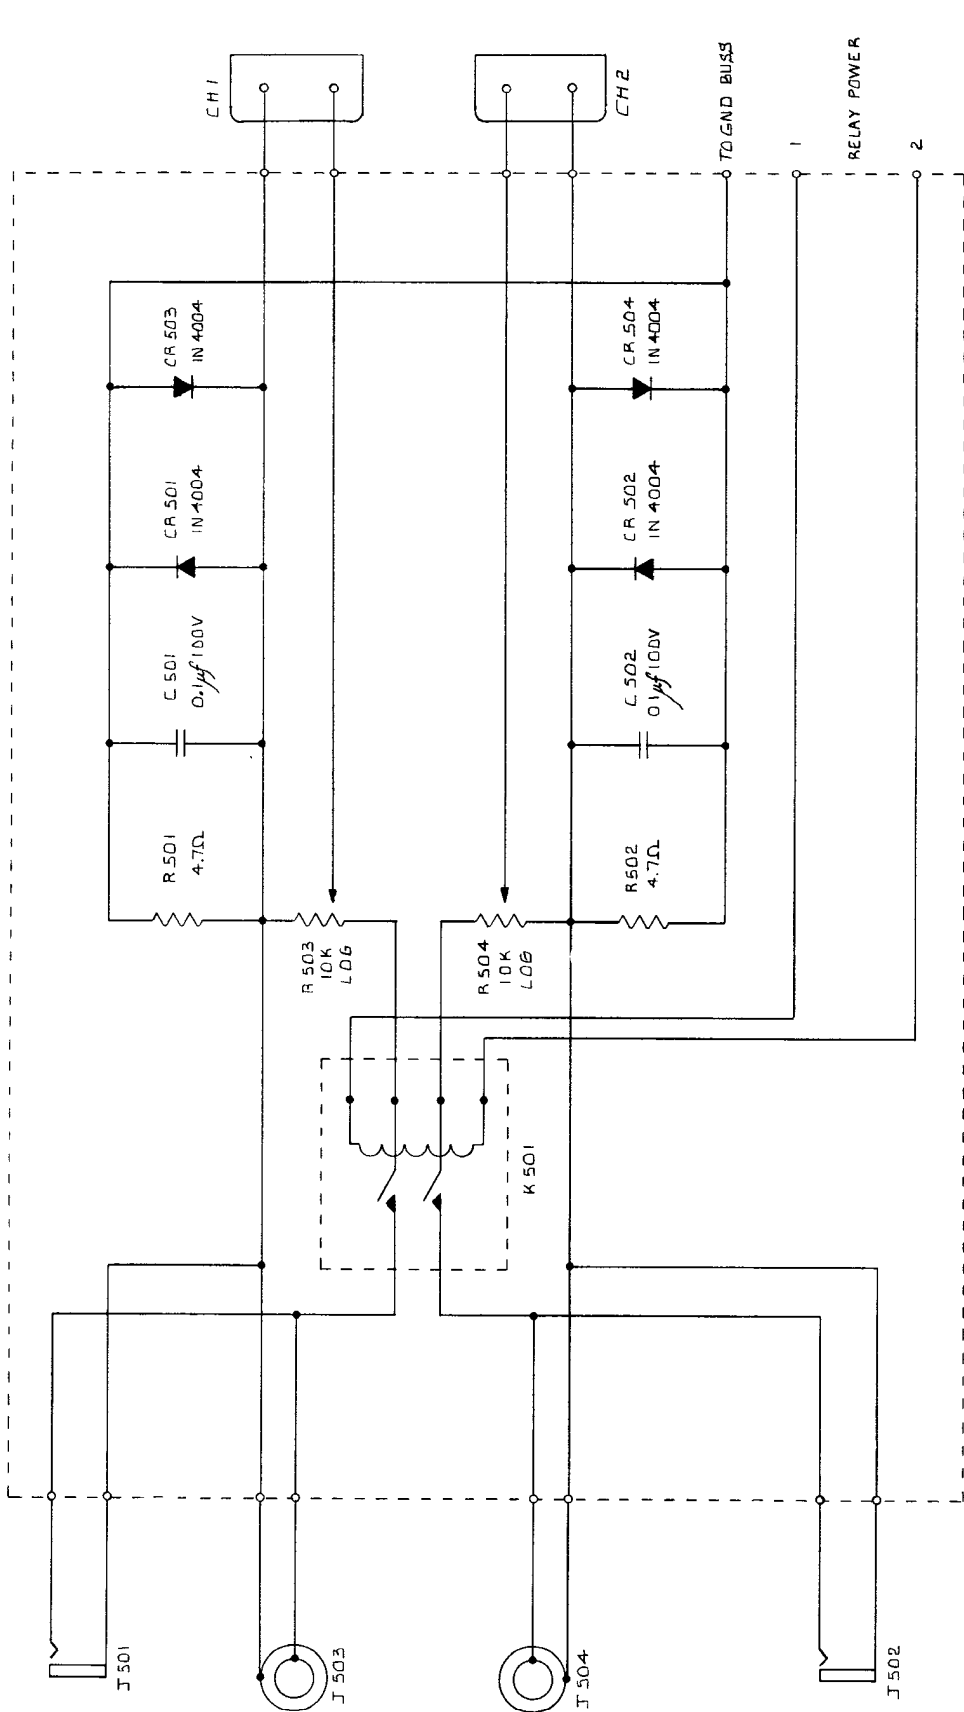 CH1
CH2
TO GND BUSS
1
RELAY POWER
2
CR 503
IN 4004
CR 504
IN 4004
CR 501
IN 4004
CR 502
IN 4004
C 501
0.1µf 100V
C 502
01µf 100V
R 501
4.7Ω
R 502
4.7Ω
R 503
10K
LOG
R 504
10K
LOG
K 501
J 501
J 503
J 504
J 502